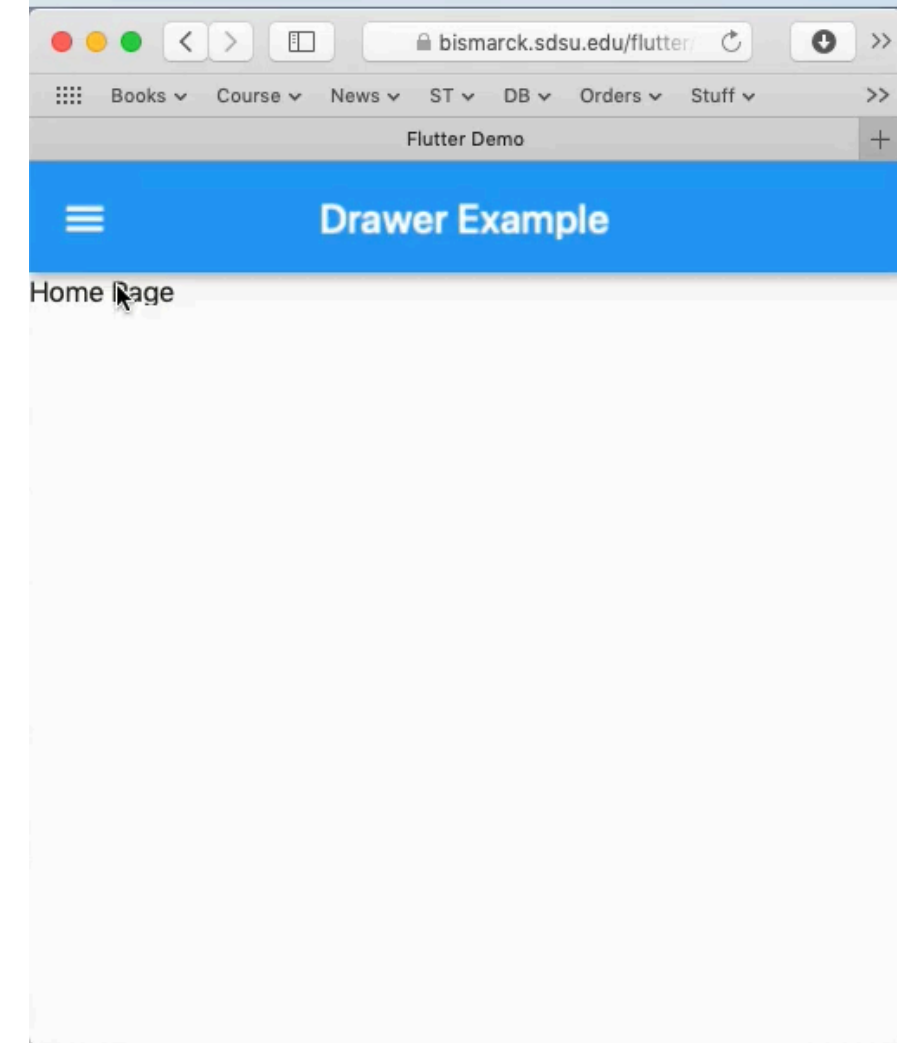 bismarck.sdsu.edu/flutter
Books Course News ST DB Orders Stuff >>
Flutter Demo
Drawer Example
Home Page